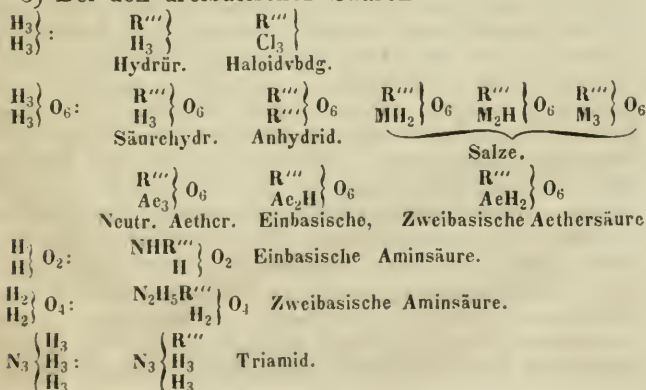 H₃ R‴ R‴
H₃}: H₃} Cl₃}
Hydrür. Haloidvbdg.
H₃ R‴ R‴ R‴ R‴ R‴
H₃} O₆: H₃} O₆ R‴} O₆ MH₂} O₆ M₂H} O₆ M₃} O₆
Säurehydr. Anhydrid. Salze.
R‴ R‴ R‴
Ae₃} O₆ Ae₂H} O₆ AeH₂} O₆
Neutr. Aether. Einbasische, Zweibasische Aethersäure
H NHR‴
H} O₂: H} O₂ Einbasische Aminsäure.
H₂ N₂H₅R‴
H₂} O₄: H₂} O₄ Zweibasische Aminsäure.
H₃ R‴
N₃{H₃: N₃{H₃ Triamid.
H₃ H₃